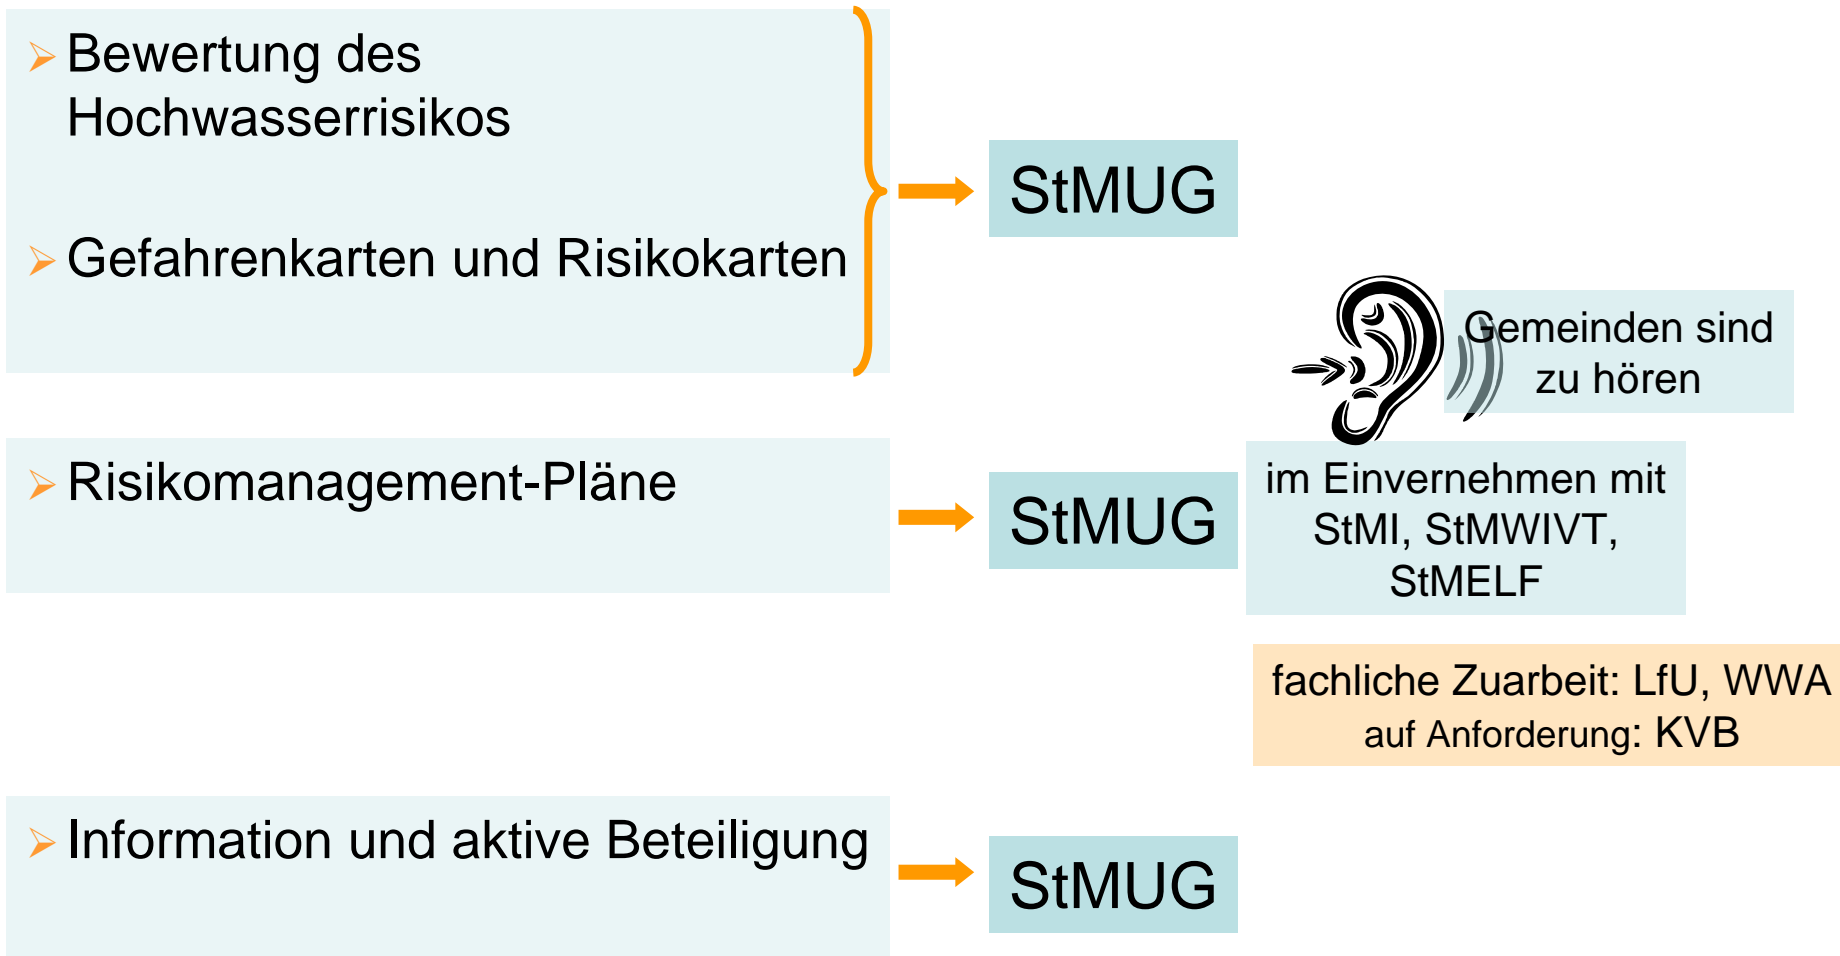 Bewertung des
Hochwasserrisikos
Gefahrenkarten und Risikokarten
StMUG
Gemeinden sind
zu hören
Risikomanagement-Pläne
StMUG
im Einvernehmen mit
StMI, StMWIVT,
StMELF
fachliche Zuarbeit: LfU, WWA
auf Anforderung: KVB
Information und aktive Beteiligung
StMUG